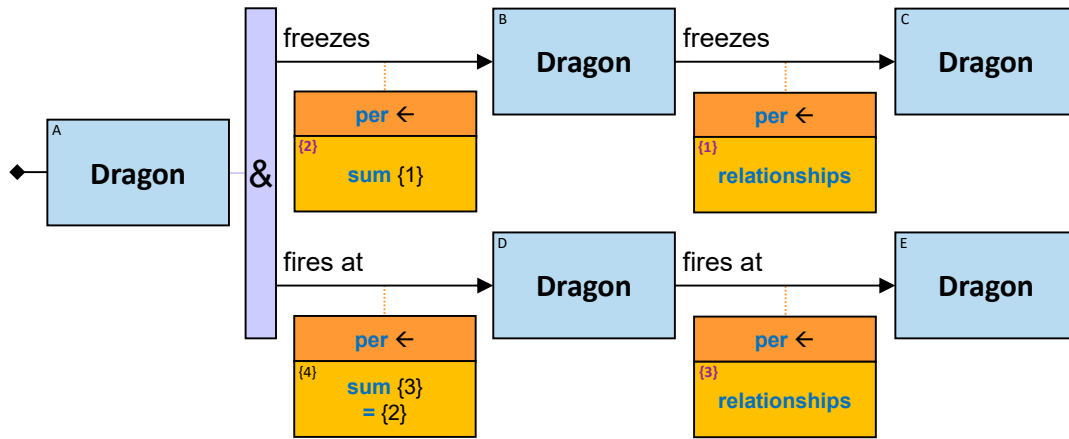 A
Dragon
&
freezes
per ←
{2}
sum {1}
B
Dragon
freezes
per ←
{1}
relationships
C
Dragon
fires at
per ←
{4}
sum {3}
= {2}
D
Dragon
fires at
per ←
{3}
relationships
E
Dragon